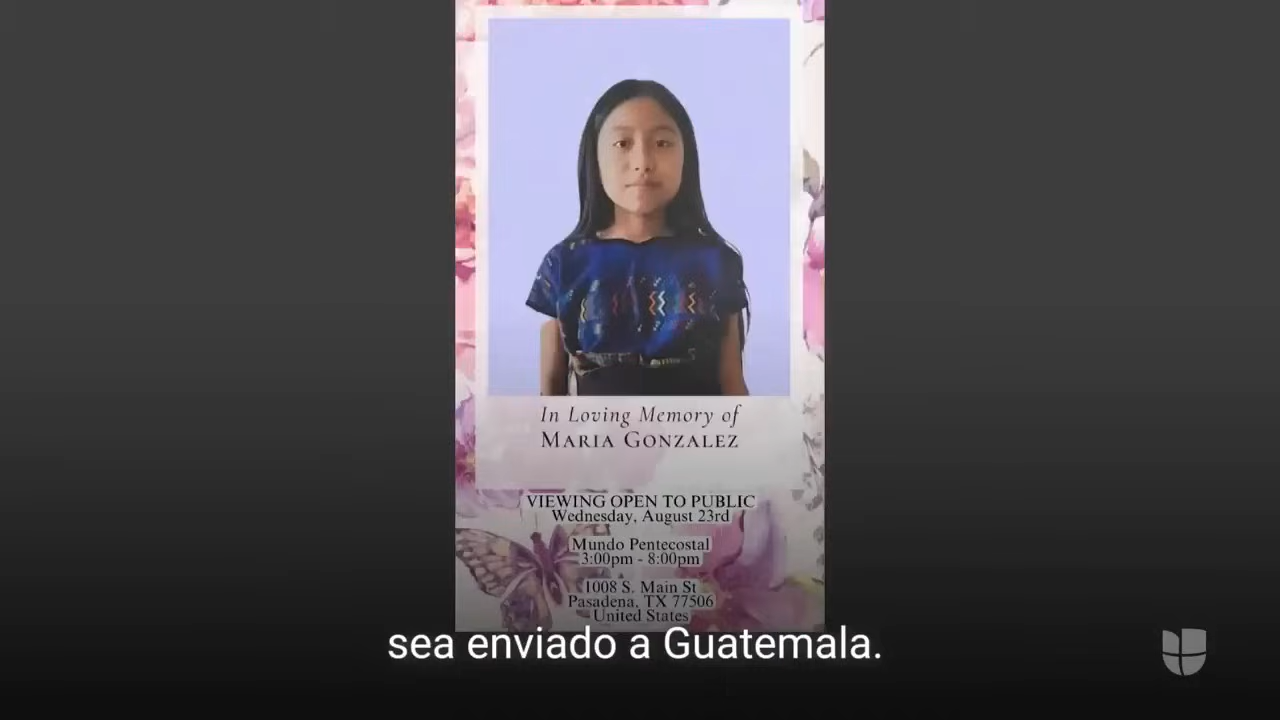 In Loving Memory of
MARIA GONZALEZ
VIEWING OPEN TO PUBLIC
Wednesday, August 23rd
Mundo Pentecostal
3:00pm - 8:00pm
1008 S. Main St
Pasadena, TX 77506
United States
sea enviado a Guatemala.